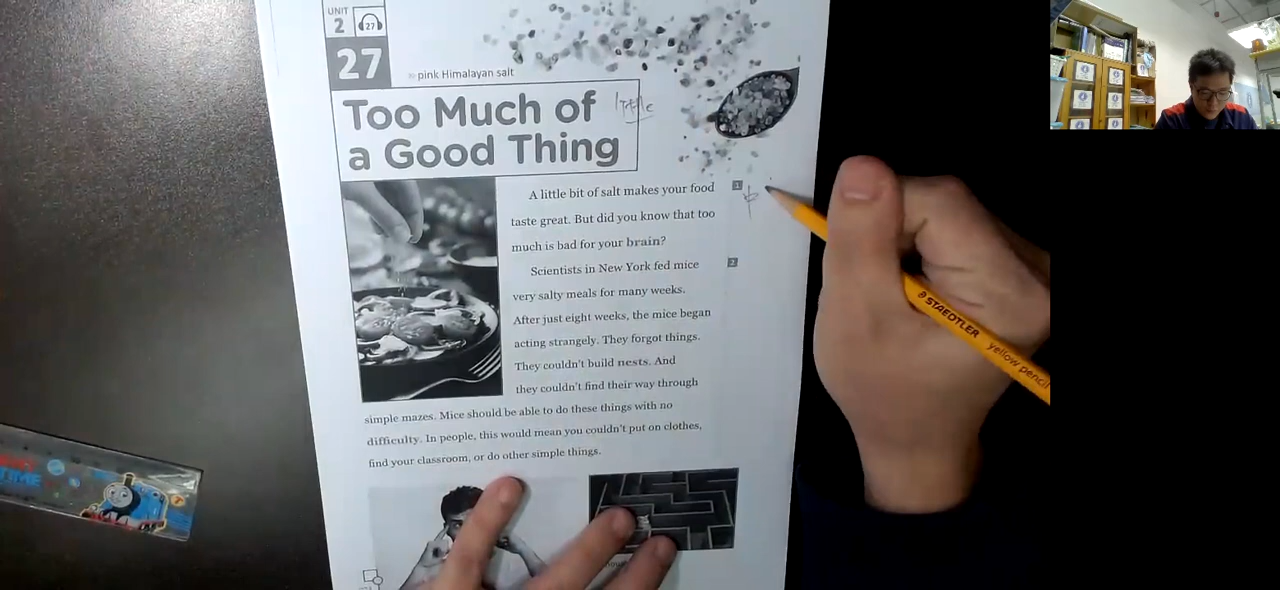 UNIT
2
27
27
pink Himalayan salt
Too Much of
a Good Thing
little
A little bit of salt makes your food
1
taste great. But did you know that too
much is bad for your brain?
Scientists in New York fed mice
2
very salty meals for many weeks.
After just eight weeks, the mice began
acting strangely. They forgot things.
They couldn't build nests. And
they couldn't find their way through
simple mazes. Mice should be able to do these things with no
difficulty. In people, this would mean you couldn't put on clothes,
find your classroom, or do other simple things.
STAEDTLER yellow pencil
TIME